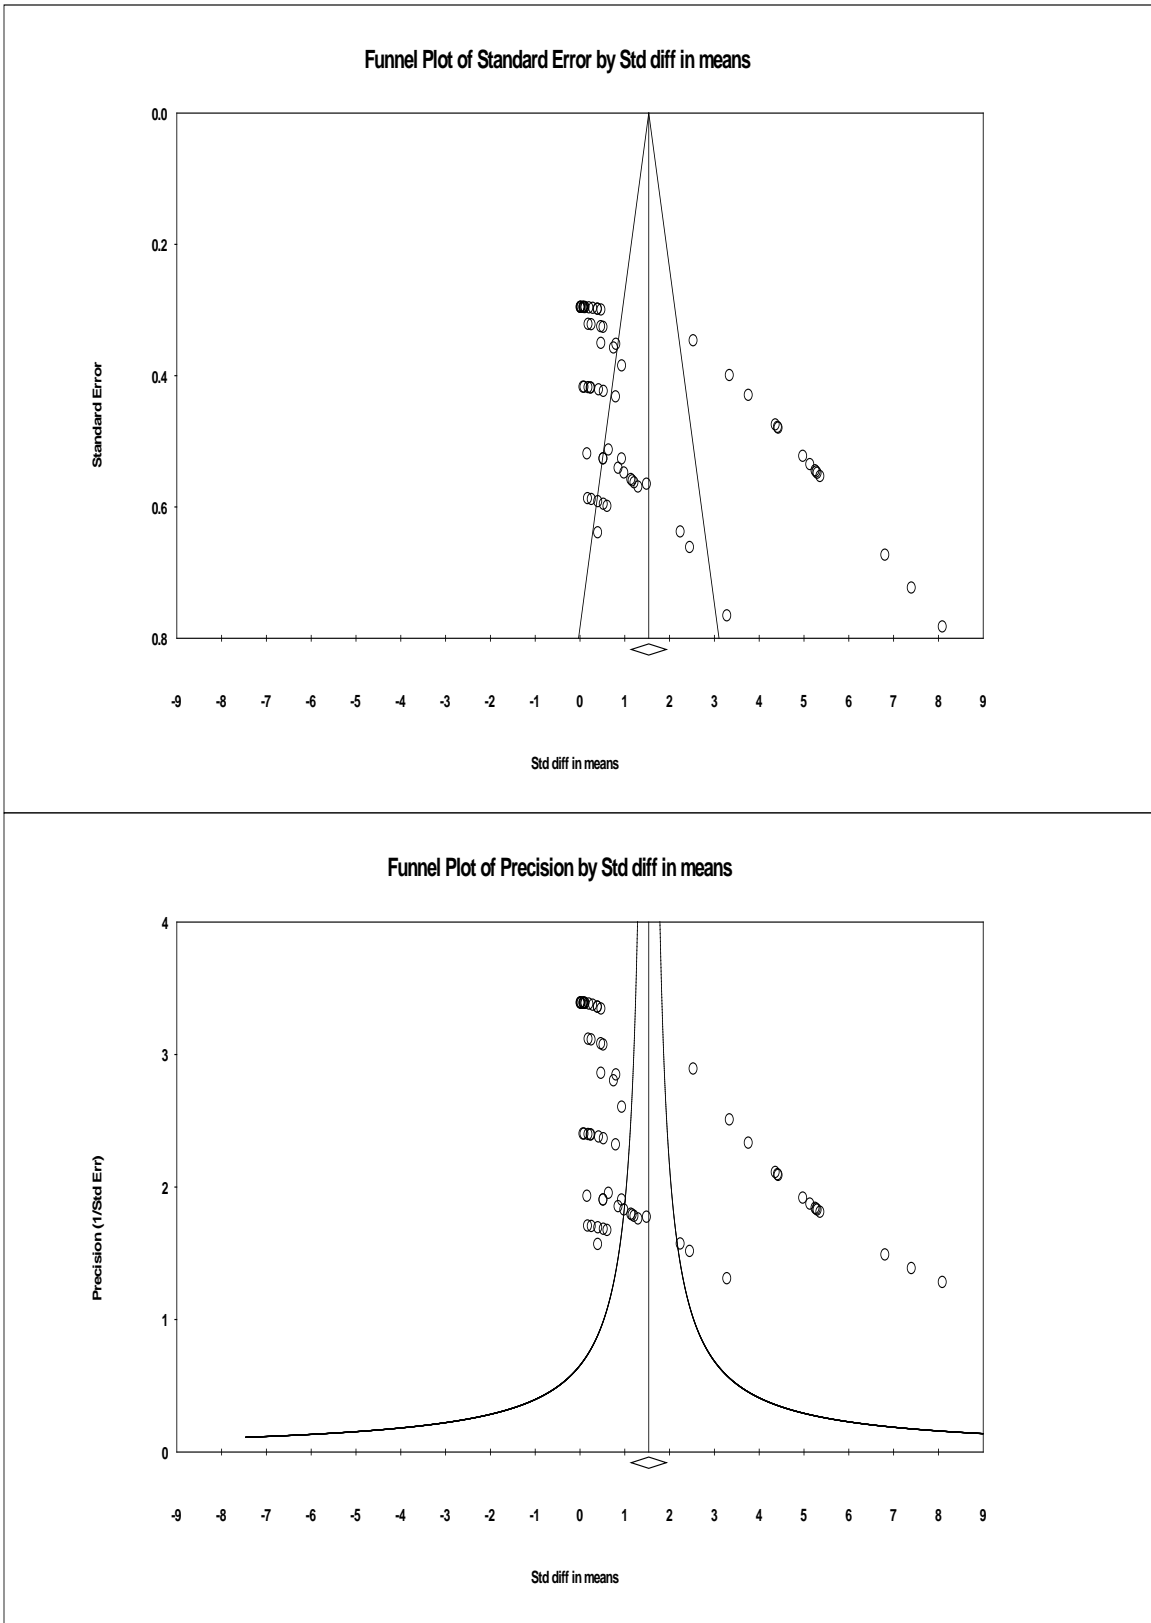 Funnel Plot of Standard Error by Std diff in means
0.0
0.2
0.4
0.6
0.8
Standard Error
-9 -8 -7 -6 -5 -4 -3 -2 -1 0 1 2 3 4 5 6 7 8 9
Std diff in means
Funnel Plot of Precision by Std diff in means
4
3
2
1
0
Precision (1/Std Err)
-9 -8 -7 -6 -5 -4 -3 -2 -1 0 1 2 3 4 5 6 7 8 9
Std diff in means